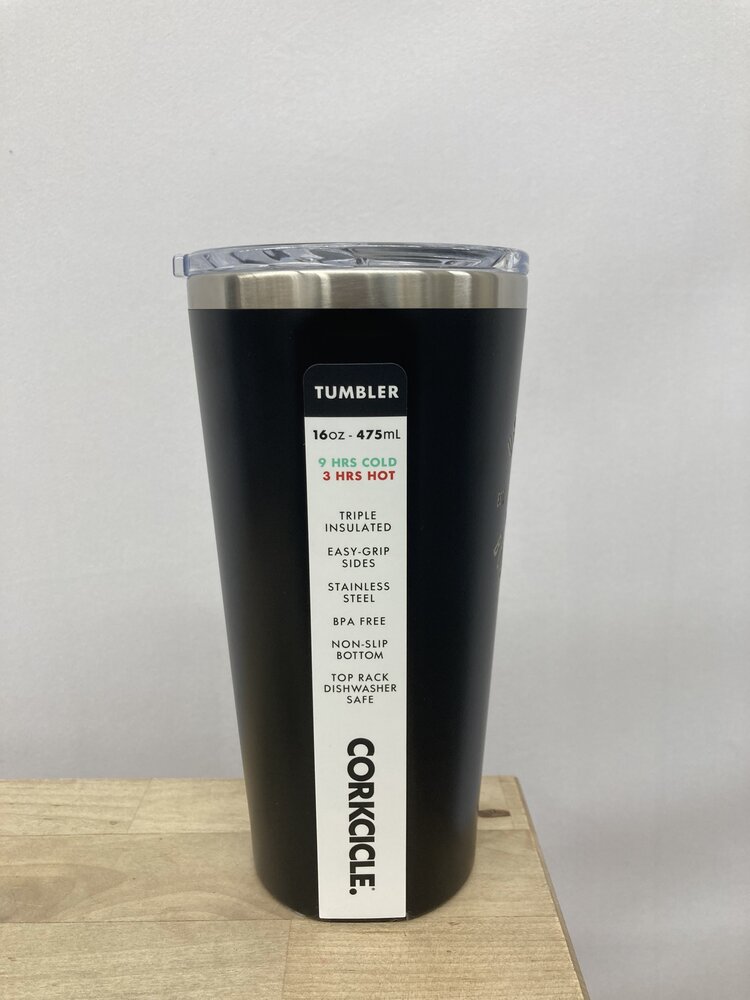 TUMBLER
16OZ - 475mL
9 HRS COLD
3 HRS HOT
TRIPLE
INSULATED
EASY-GRIP
SIDES
STAINLESS
STEEL
BPA FREE
NON-SLIP
BOTTOM
TOP RACK
DISHWASHER
SAFE
CORKCICLE.